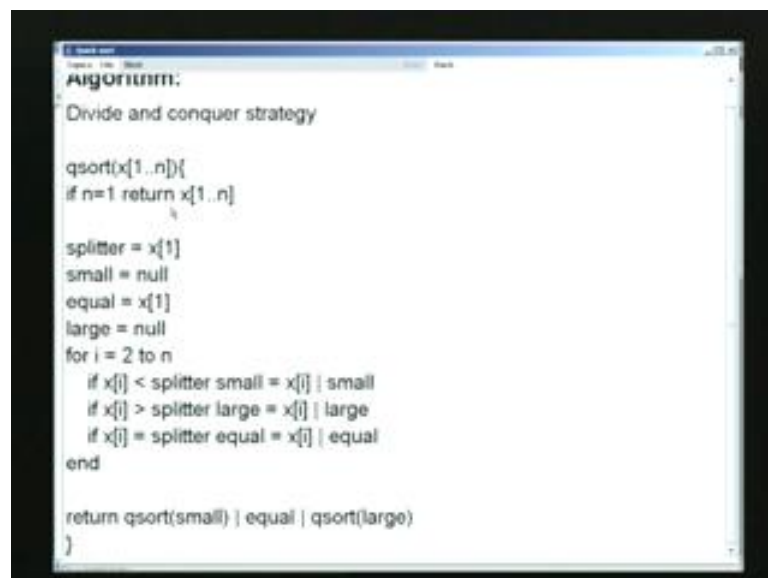 Quick sort
Algorithm:
Divide and conquer strategy
qsort(x[1..n]){
if n=1 return x[1..n]
splitter = x[1]
small = null
equal = x[1]
large = null
for i = 2 to n
if x[i] < splitter small = x[i] | small
if x[i] > splitter large = x[i] | large
if x[i] = splitter equal = x[i] | equal
end
return qsort(small) | equal | qsort(large)
}